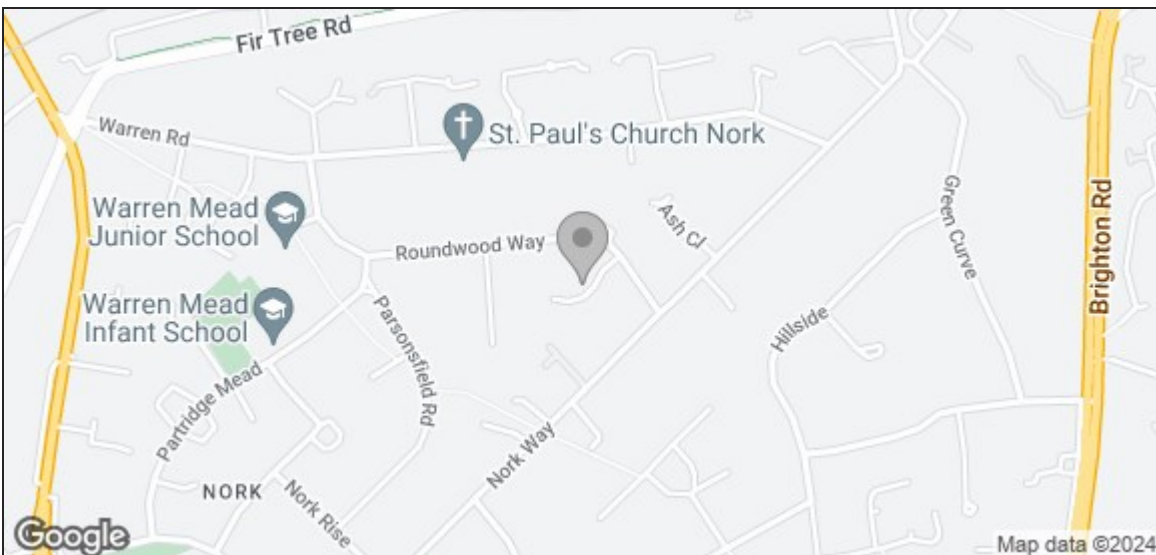 Fir Tree Rd
Warren Rd
St. Paul's Church Nork
Warren Mead
Junior School
Roundwood Way
Ash Cl
Green Curve
Brighton Rd
Warren Mead
Infant School
Parsonsfield Rd
Hillside
Partridge Mead
Nork Way
NORK
Nork Rise
Google
Map data ©2024